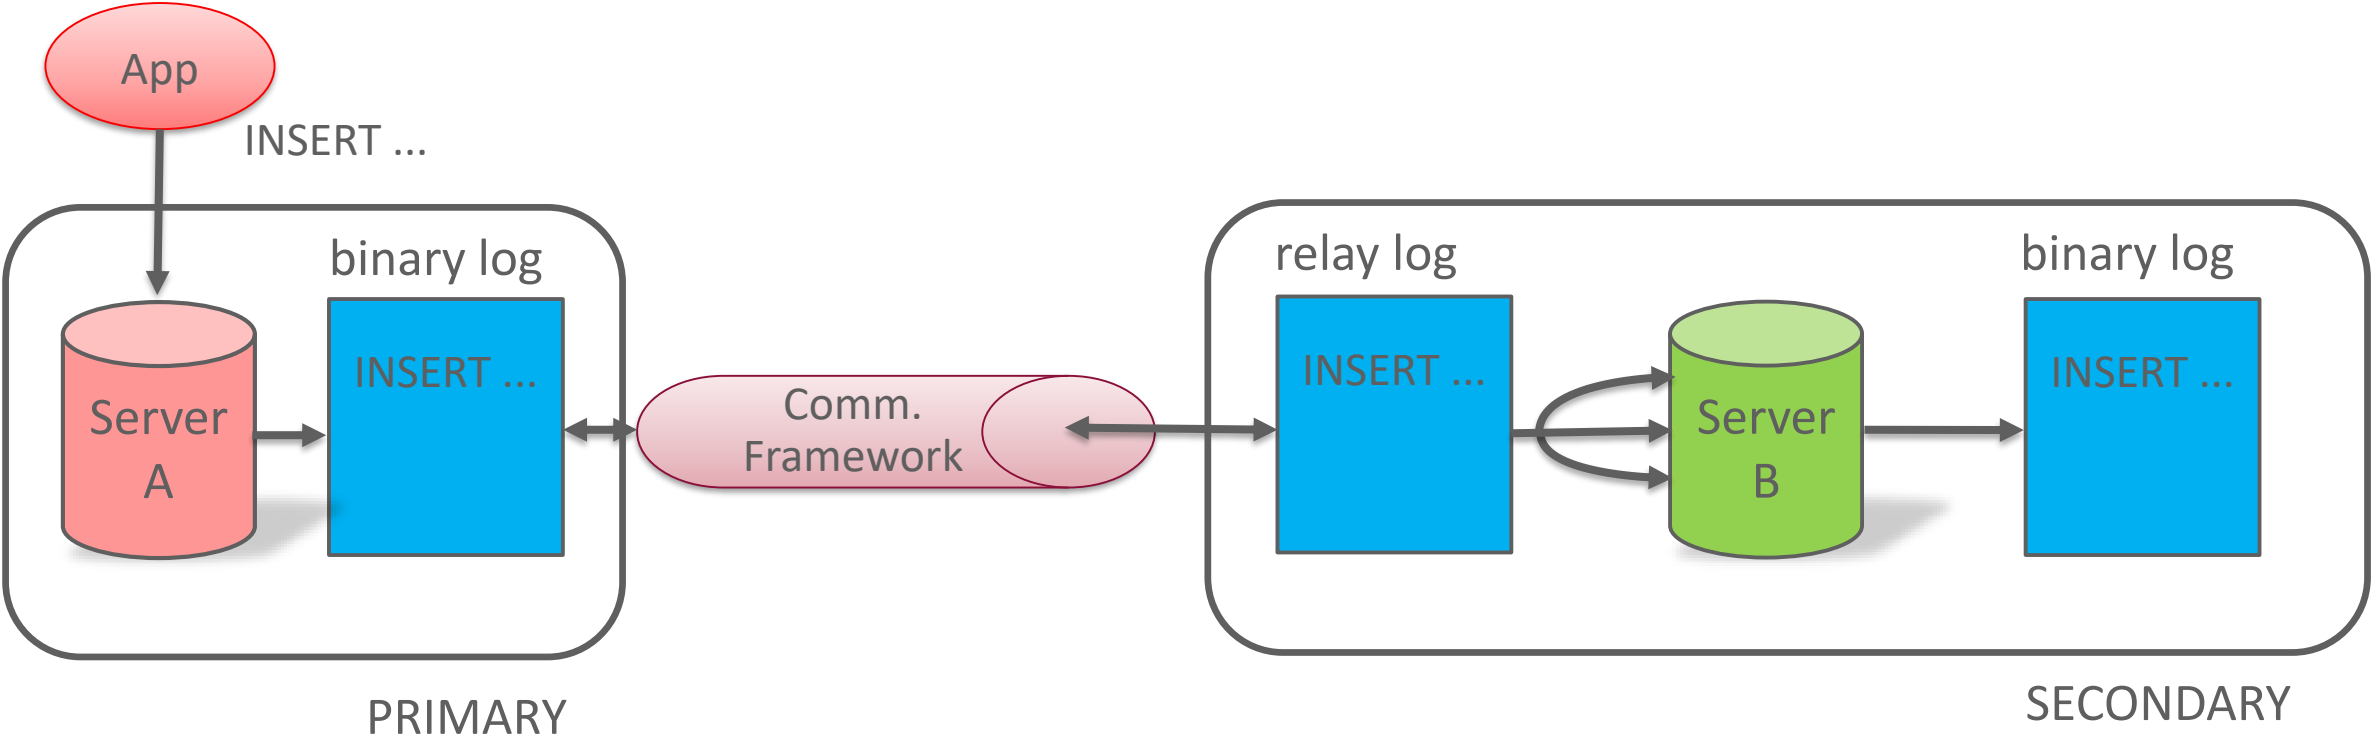 App
INSERT ...
binary log
INSERT ...
Server
A
PRIMARY
Comm.
Framework
relay log
INSERT ...
Server
B
binary log
INSERT ...
SECONDARY